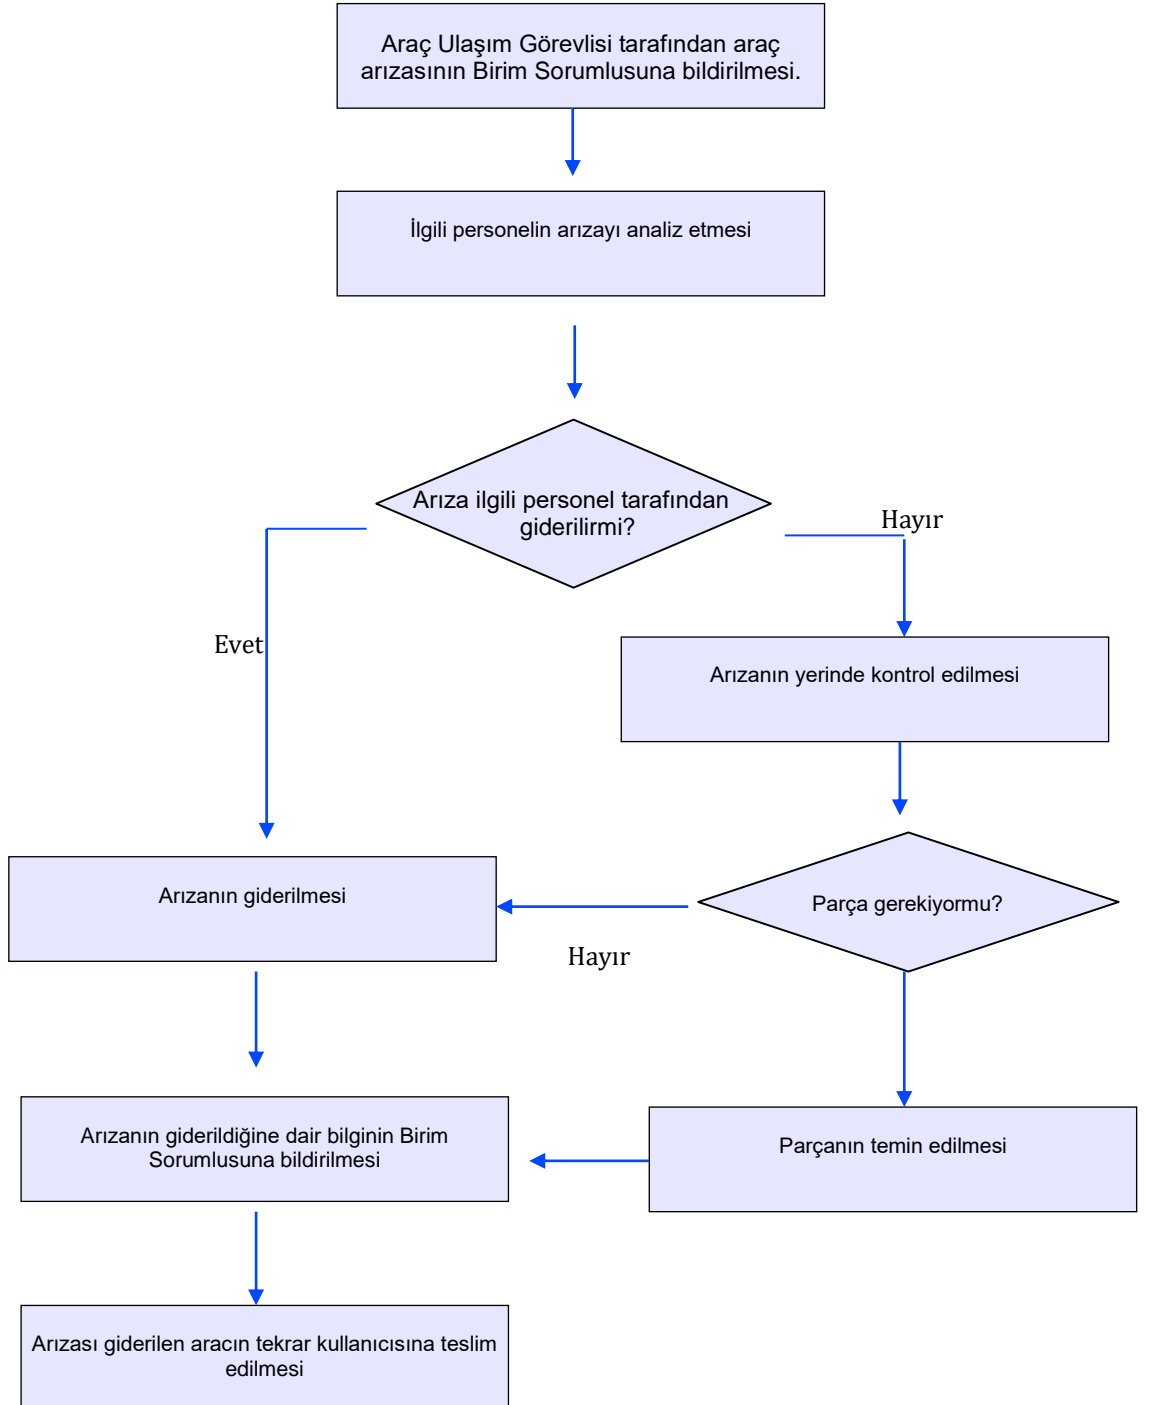 Araç Ulaşım Görevlisi tarafından araç
arızasının Birim Sorumlusuna bildirilmesi.
İlgili personelin arızayı analiz etmesi
Arıza ilgili personel tarafından
giderilirmi?
Hayır
Evet
Arızanın yerinde kontrol edilmesi
Arızanın giderilmesi
Parça gerekiyormu?
Hayır
Arızanın giderildiğine dair bilginin Birim
Sorumlusuna bildirilmesi
Parçanın temin edilmesi
Arızası giderilen aracın tekrar kullanıcısına teslim
edilmesi